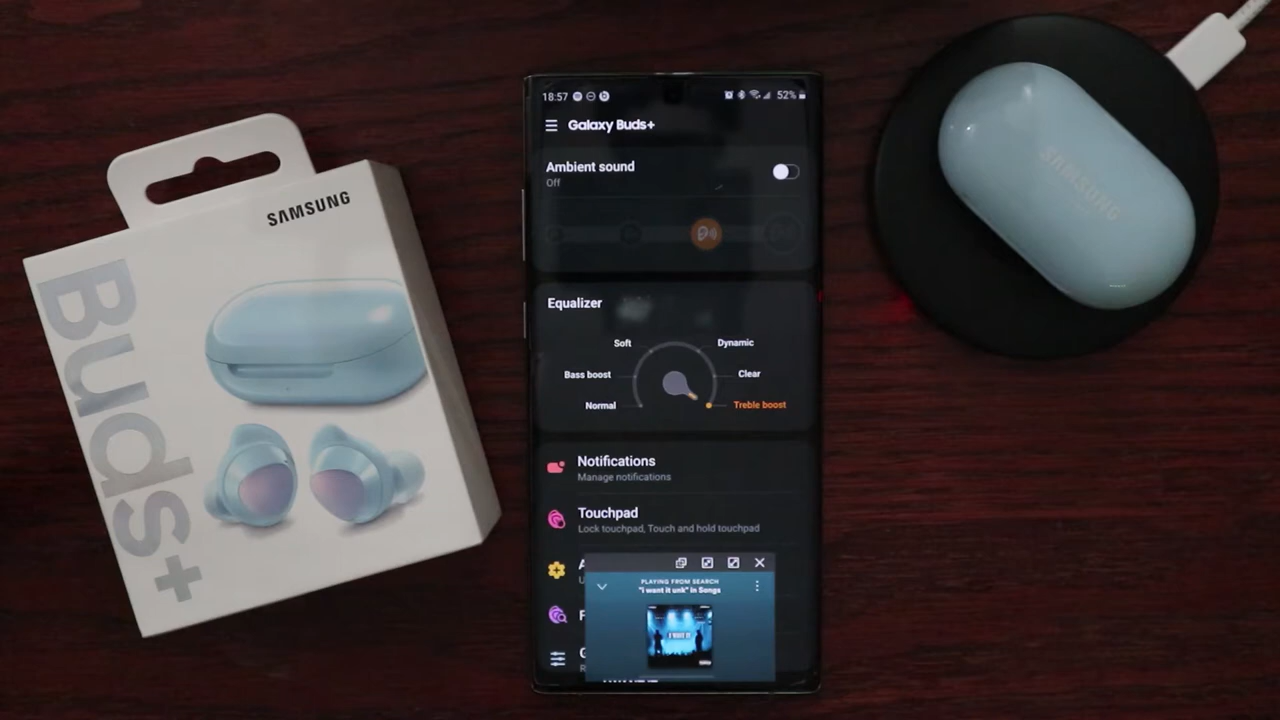 SAMSUNG
Buds+
18:57
52%
Galaxy Buds+
Ambient sound
Off
Equalizer
Soft
Dynamic
Bass boost
Clear
Normal
Treble boost
Notifications
Manage notifications
Touchpad
Lock touchpad, Touch and hold touchpad
A
U
F
G
R
PLAYING FROM SEARCH
"i want it unk" in Songs
I WANT IT
SAMSUNG